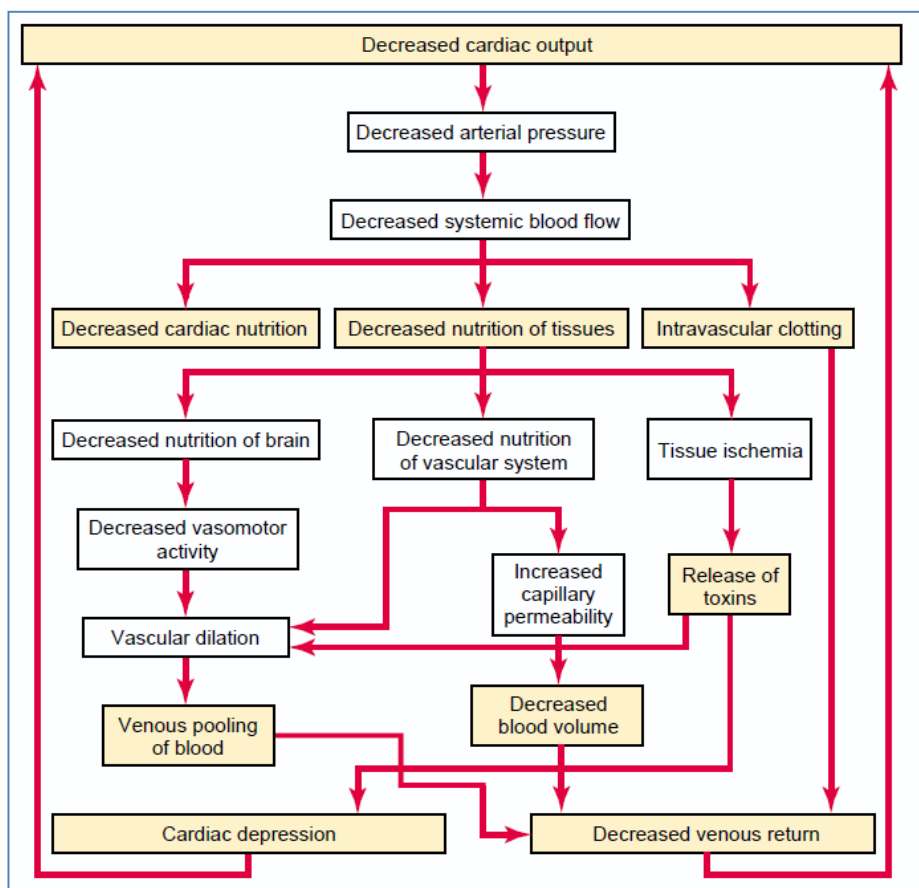 Decreased cardiac output
Decreased arterial pressure
Decreased systemic blood flow
Decreased cardiac nutrition
Decreased nutrition of tissues
Intravascular clotting
Decreased nutrition of brain
Decreased nutrition
of vascular system
Tissue ischemia
Decreased vasomotor
activity
Increased
capillary
permeability
Release of
toxins
Vascular dilation
Venous pooling
of blood
Decreased
blood volume
Cardiac depression
Decreased venous return